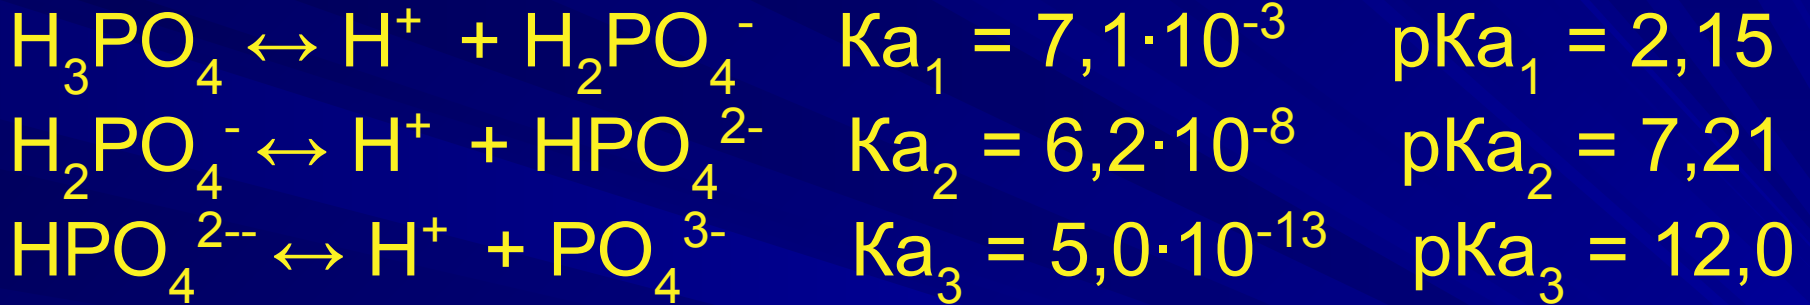 H₃PO₄ ↔ H⁺ + H₂PO₄⁻ Ka₁ = 7,1·10⁻³ pKa₁ = 2,15
H₂PO₄⁻ ↔ H⁺ + HPO₄²⁻ Ka₂ = 6,2·10⁻⁸ pKa₂ = 7,21
HPO₄²⁻⁻ ↔ H⁺ + PO₄³⁻ Ka₃ = 5,0·10⁻¹³ pKa₃ = 12,0